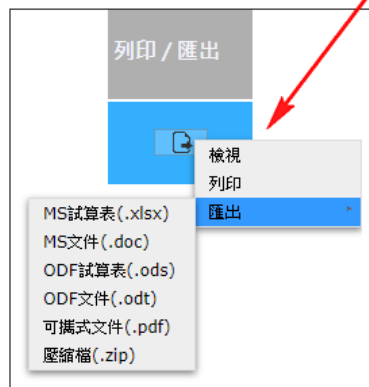 列印 / 匯出
檢視
列印
匯出
MS試算表(.xlsx)
MS文件(.doc)
ODF試算表(.ods)
ODF文件(.odt)
可攜式文件(.pdf)
壓縮檔(.zip)